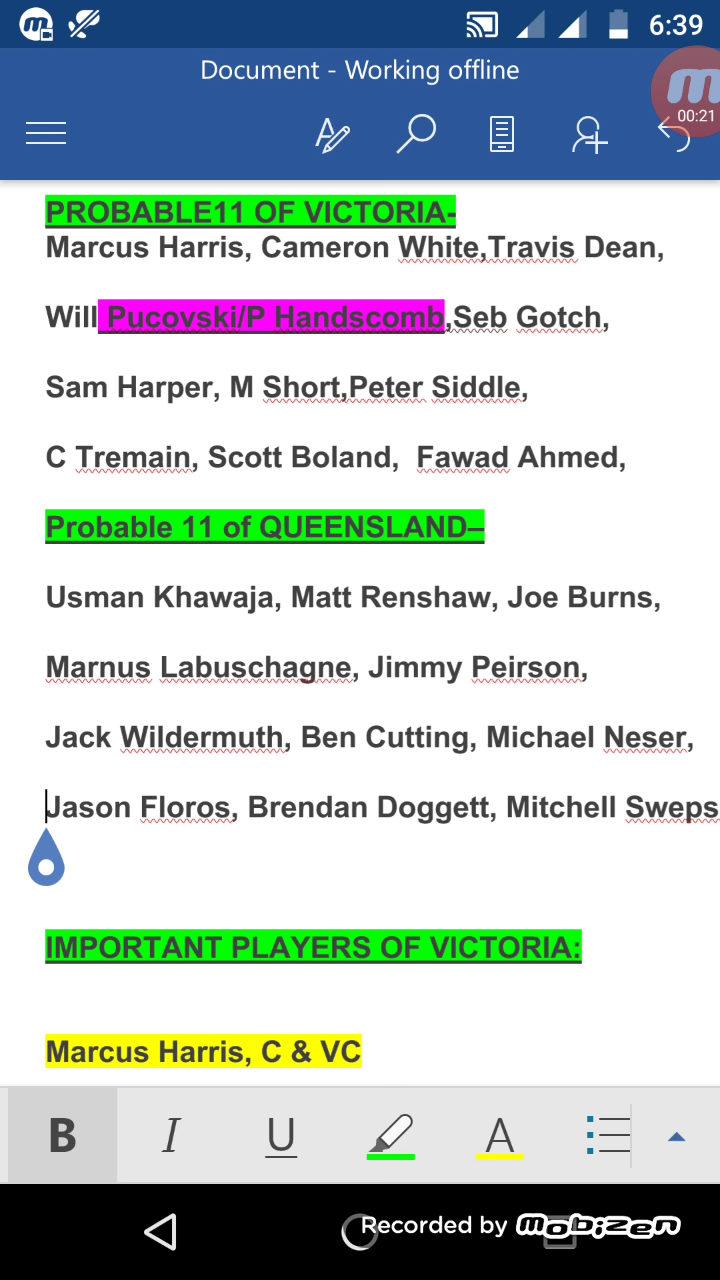 6:39
Document - Working offline
00:21
PROBABLE11 OF VICTORIA-
Marcus Harris, Cameron White,Travis Dean,
Will Pucovski/P Handscomb,Seb Gotch,
Sam Harper, M Short,Peter Siddle,
C Tremain, Scott Boland,  Fawad Ahmed,
Probable 11 of QUEENSLAND–
Usman Khawaja, Matt Renshaw, Joe Burns,
Marnus Labuschagne, Jimmy Peirson,
Jack Wildermuth, Ben Cutting, Michael Neser,
Jason Floros, Brendan Doggett, Mitchell Sweps
IMPORTANT PLAYERS OF VICTORIA:
Marcus Harris, C & VC
B I U A
Recorded by mobizen